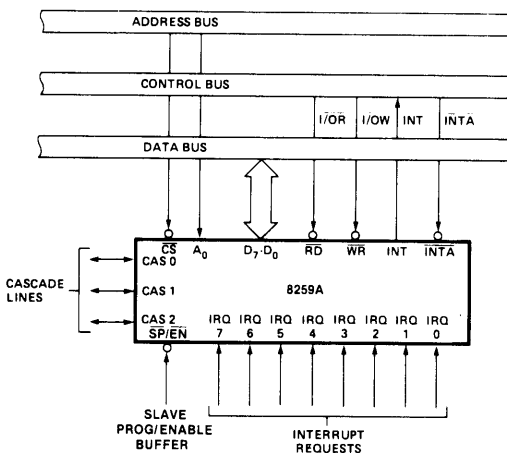 ADDRESS BUS
CONTROL BUS
I/OR I/OW INT INTA
DATA BUS
CS A0 D7-D0 RD WR INT INTA
CAS 0
CASCADE
LINES
CAS 1
8259A
CAS 2
SP/EN
IRQ IRQ IRQ IRQ IRQ IRQ IRQ IRQ
7 6 5 4 3 2 1 0
SLAVE
PROG/ENABLE
BUFFER
INTERRUPT
REQUESTS